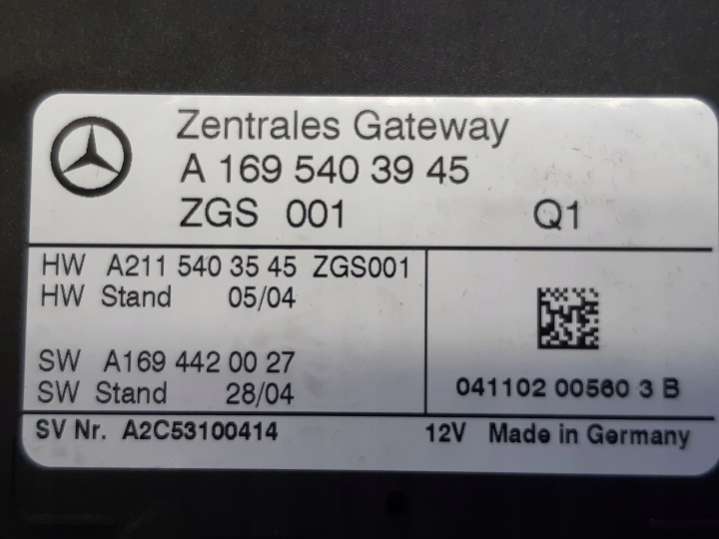 Zentrales Gateway
A 169 540 39 45
ZGS 001 Q1
HW A211 540 35 45 ZGS001
HW Stand 05/04
SW A169 442 00 27
SW Stand 28/04
041102 00560 3 B
SV Nr. A2C53100414 12V Made in Germany